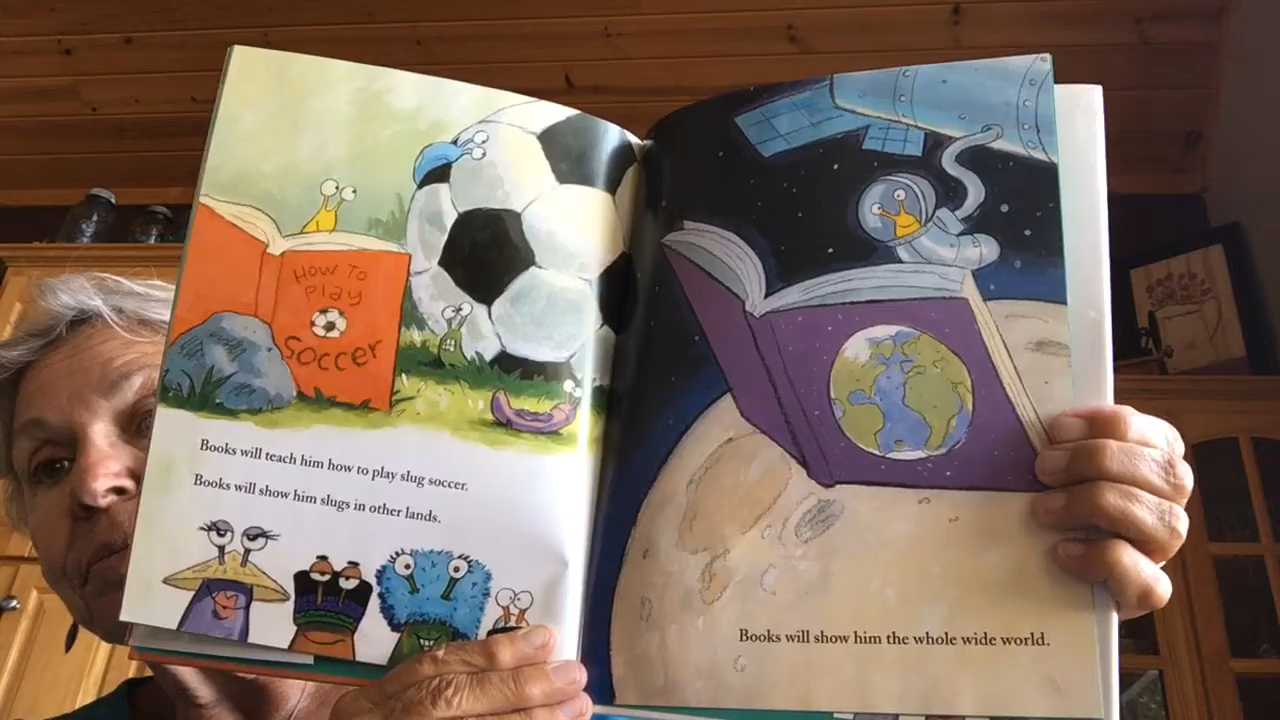 HOW TO
Play
Soccer
Books will teach him how to play slug soccer.
Books will show him slugs in other lands.
Books will show him the whole wide world.